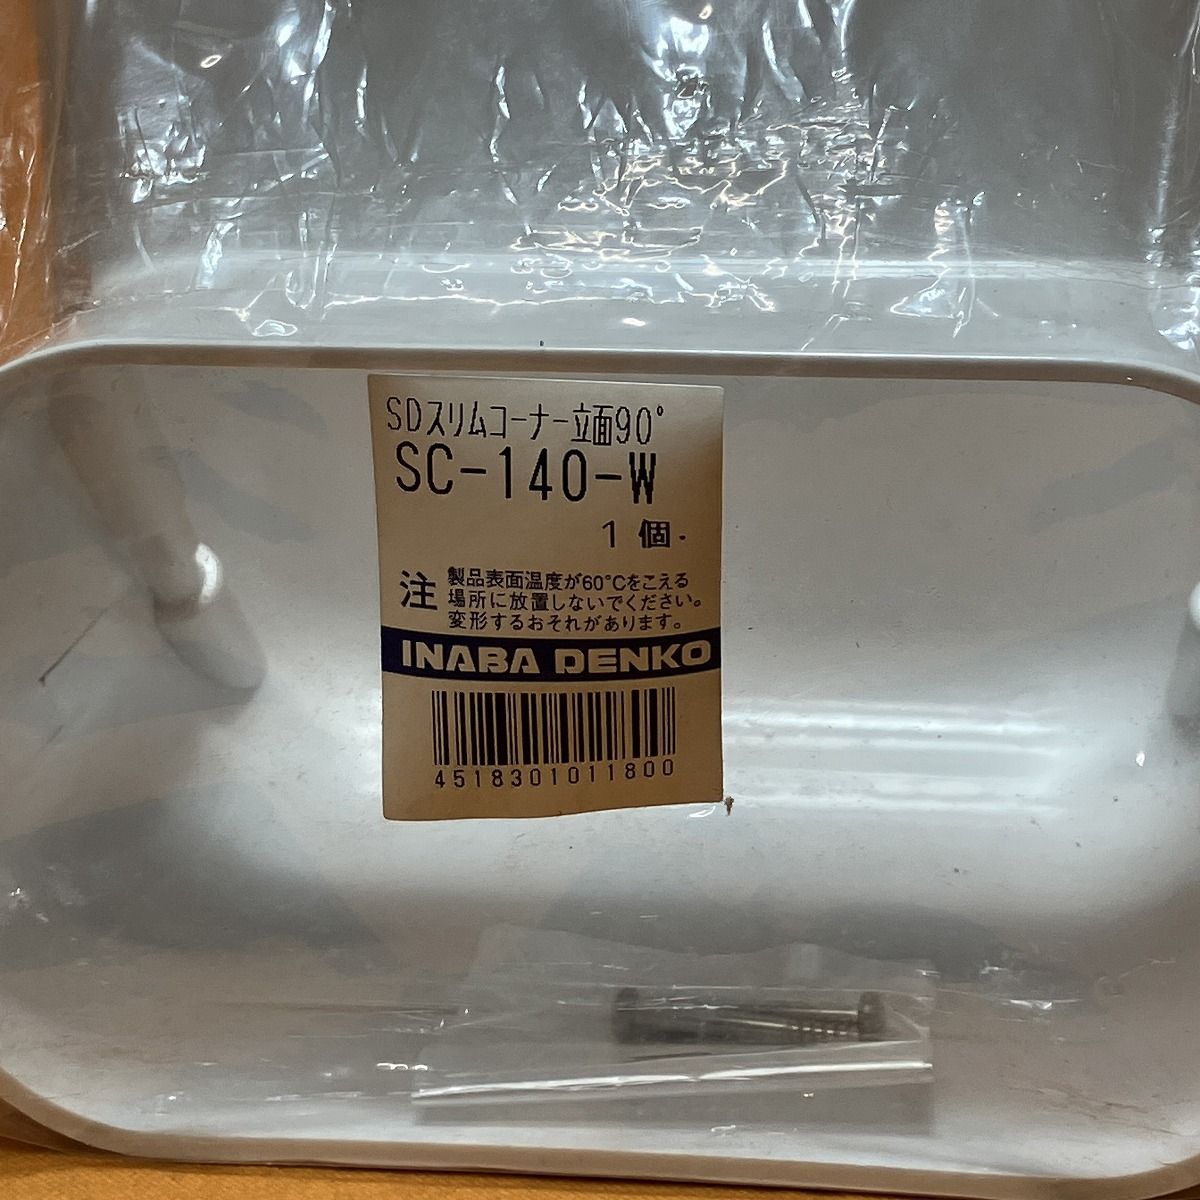 SDスリムコーナー立面90°
SC-140-W
1個.
注 製品表面温度が60°Cをこえる
場所に放置しないでください。
変形するおそれがあります。
INABA DENKO
4518301011800